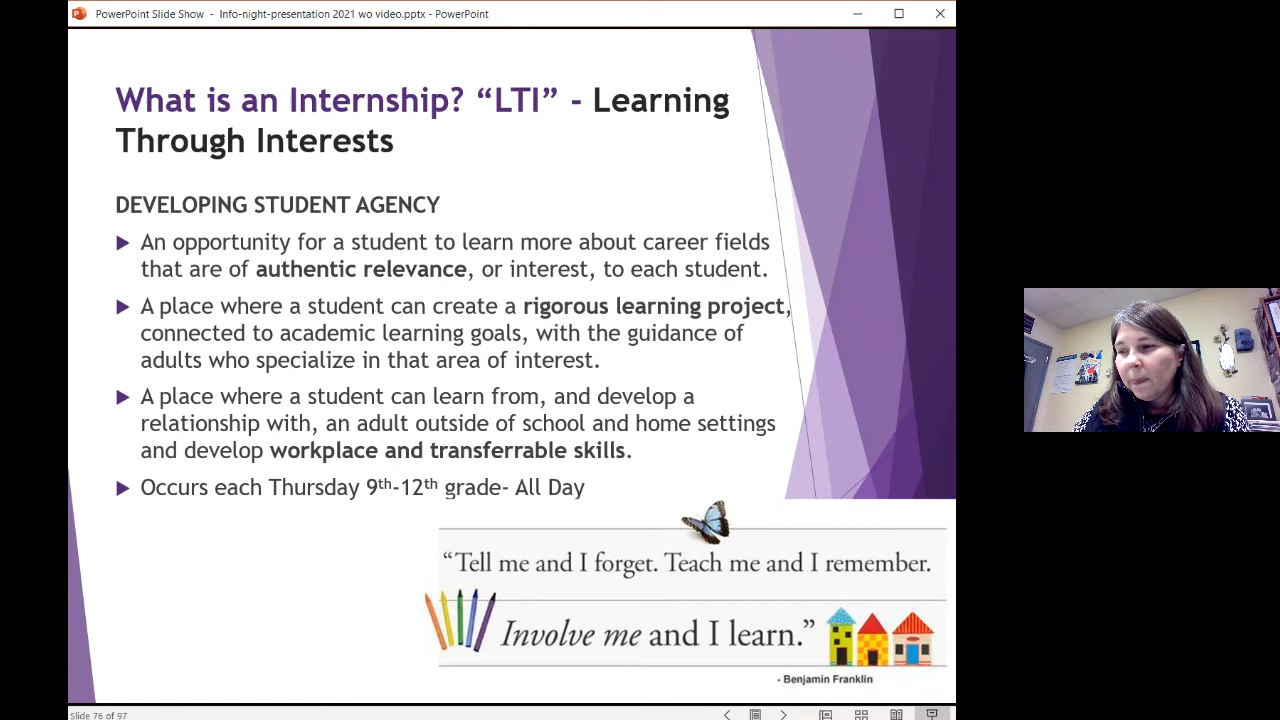 PowerPoint Slide Show - Info-night-presentation 2021 wo video.pptx - PowerPoint
What is an Internship? “LTI” - Learning
Through Interests
DEVELOPING STUDENT AGENCY
An opportunity for a student to learn more about career fields
that are of authentic relevance, or interest, to each student.
A place where a student can create a rigorous learning project,
connected to academic learning goals, with the guidance of
adults who specialize in that area of interest.
A place where a student can learn from, and develop a
relationship with, an adult outside of school and home settings
and develop workplace and transferrable skills.
Occurs each Thursday 9th-12th grade- All Day
“Tell me and I forget. Teach me and I remember.
Involve me and I learn.”
- Benjamin Franklin
Slide 76 of 97